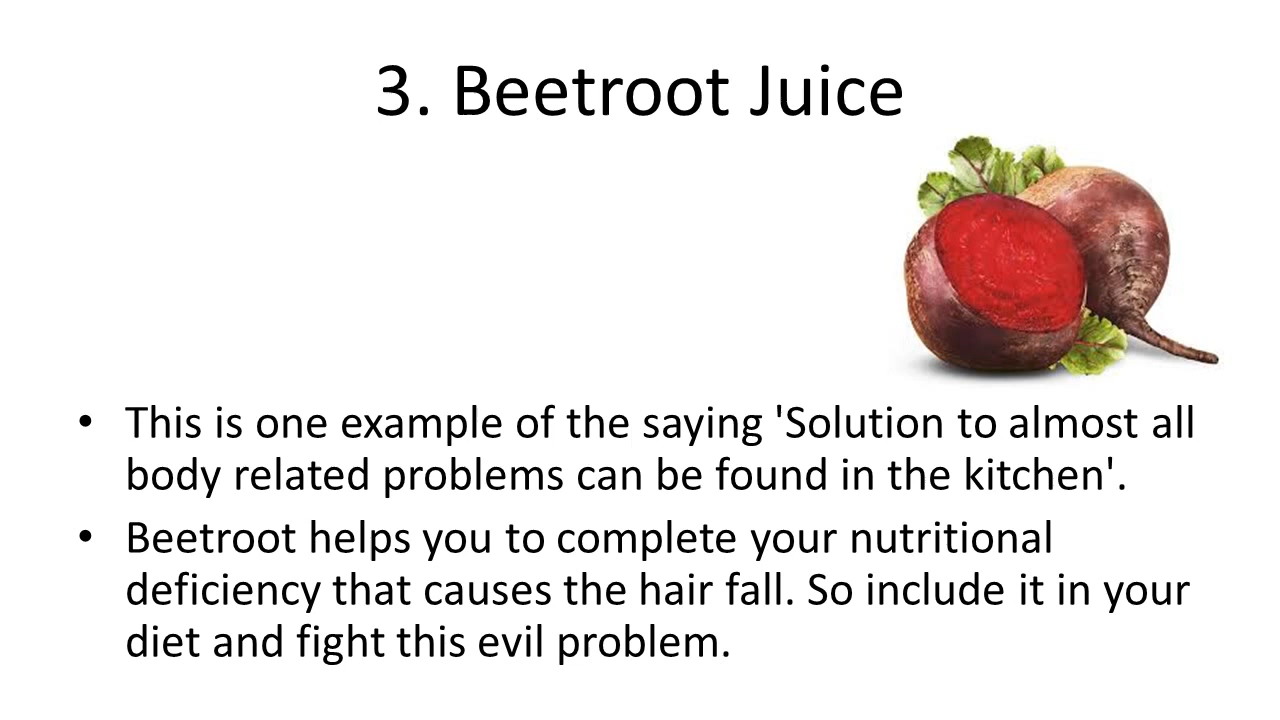 3. Beetroot Juice
• This is one example of the saying 'Solution to almost all
body related problems can be found in the kitchen'.
• Beetroot helps you to complete your nutritional
deficiency that causes the hair fall. So include it in your
diet and fight this evil problem.